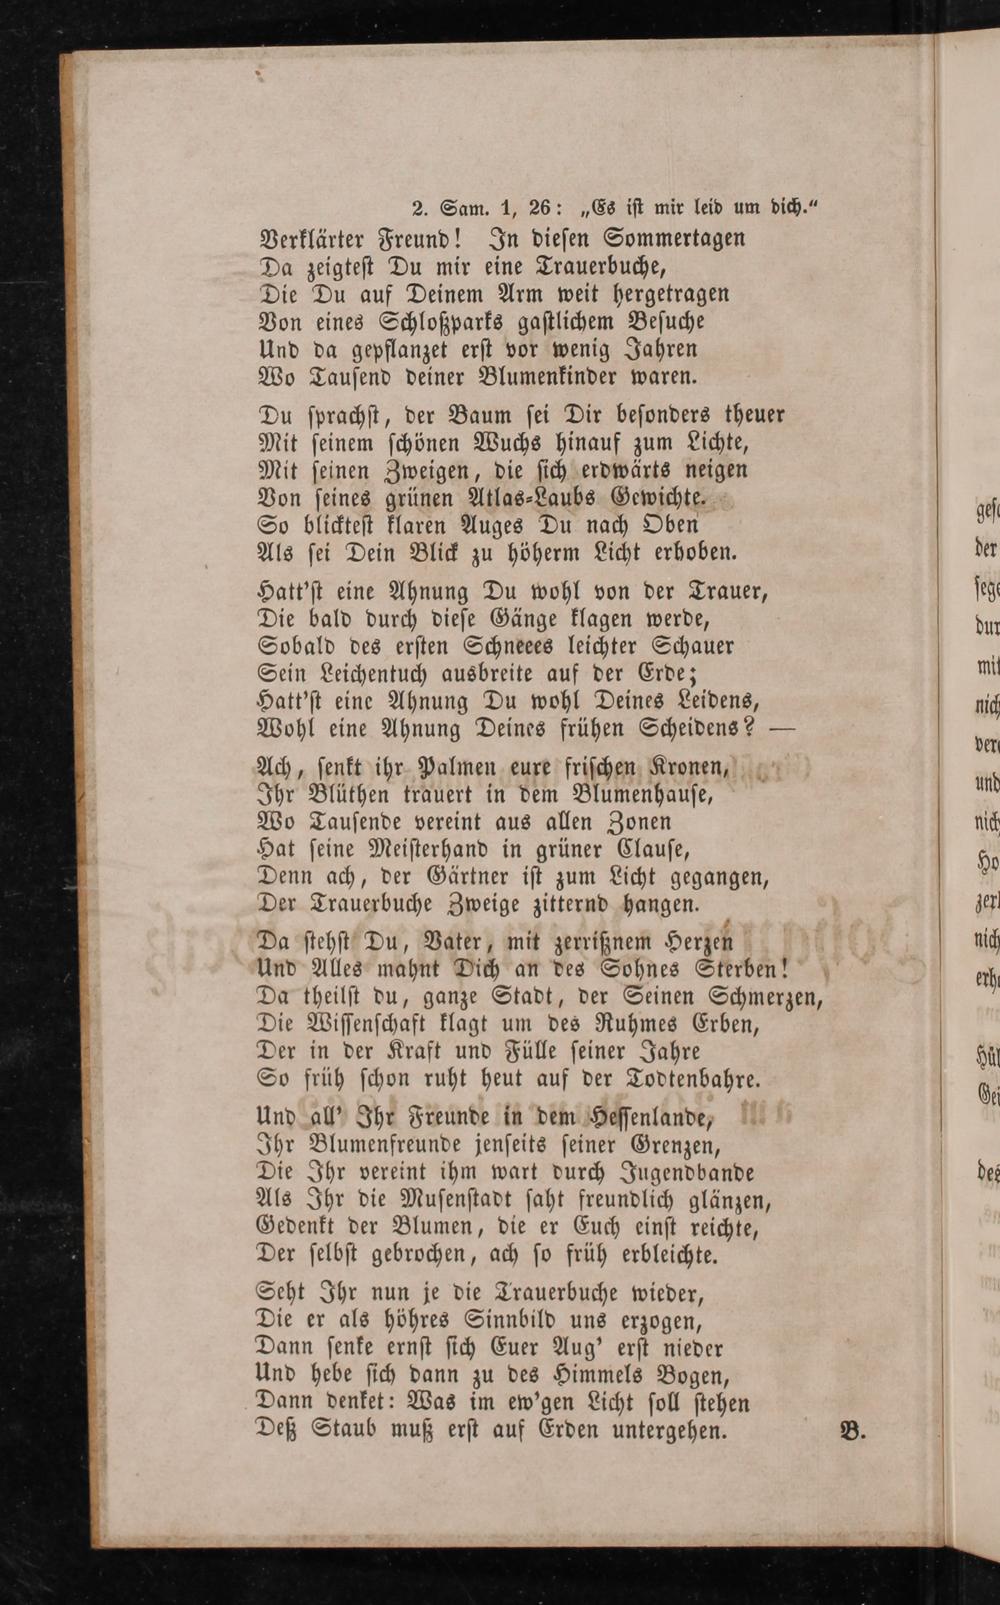 2. Sam. 1, 26: „Es ist mir leid um dich.“
Verklärter Freund! In diesen Sommertagen
Da zeigtest Du mir eine Trauerbuche,
Die Du auf Deinem Arm weit hergetragen
Von eines Schloßparks gastlichem Besuche
Und da gepflanzet erst vor wenig Jahren
Wo Tausend deiner Blumenkinder waren.
Du sprachst, der Baum sei Dir besonders theuer
Mit seinem schönen Wuchs hinauf zum Lichte,
Mit seinen Zweigen, die sich erdwärts neigen
Von seines grünen Atlas-Laubs Gewichte.
So blicktest klaren Auges Du nach Oben
Als sei Dein Blick zu höherm Licht erhoben.
Hatt'st eine Ahnung Du wohl von der Trauer,
Die bald durch diese Gänge klagen werde,
Sobald des ersten Schneees leichter Schauer
Sein Leichentuch ausbreite auf der Erde;
Hatt'st eine Ahnung Du wohl Deines Leidens,
Wohl eine Ahnung Deines frühen Scheidens? —
Ach, senkt ihr Palmen eure frischen Kronen,
Ihr Blüthen trauert in dem Blumenhause,
Wo Tausende vereint aus allen Zonen
Hat seine Meisterhand in grüner Clause,
Denn ach, der Gärtner ist zum Licht gegangen,
Der Trauerbuche Zweige zitternd hangen.
Da stehst Du, Vater, mit zerrißnem Herzen
Und Alles mahnt Dich an des Sohnes Sterben!
Da theilst du, ganze Stadt, der Seinen Schmerzen,
Die Wissenschaft klagt um des Ruhmes Erben,
Der in der Kraft und Fülle seiner Jahre
So früh schon ruht heut auf der Todtenbahre.
Und all' Ihr Freunde in dem Hessenlande,
Ihr Blumenfreunde jenseits seiner Grenzen,
Die Ihr vereint ihm wart durch Jugendbande
Als Ihr die Musenstadt saht freundlich glänzen,
Gedenkt der Blumen, die er Euch einst reichte,
Der selbst gebrochen, ach so früh erbleichte.
Seht Ihr nun je die Trauerbuche wieder,
Die er als höhres Sinnbild uns erzogen,
Dann senke ernst sich Euer Aug' erst nieder
Und hebe sich dann zu des Himmels Bogen,
Dann denket: Was im ew'gen Licht soll stehen
Deß Staub muß erst auf Erden untergehen. B.